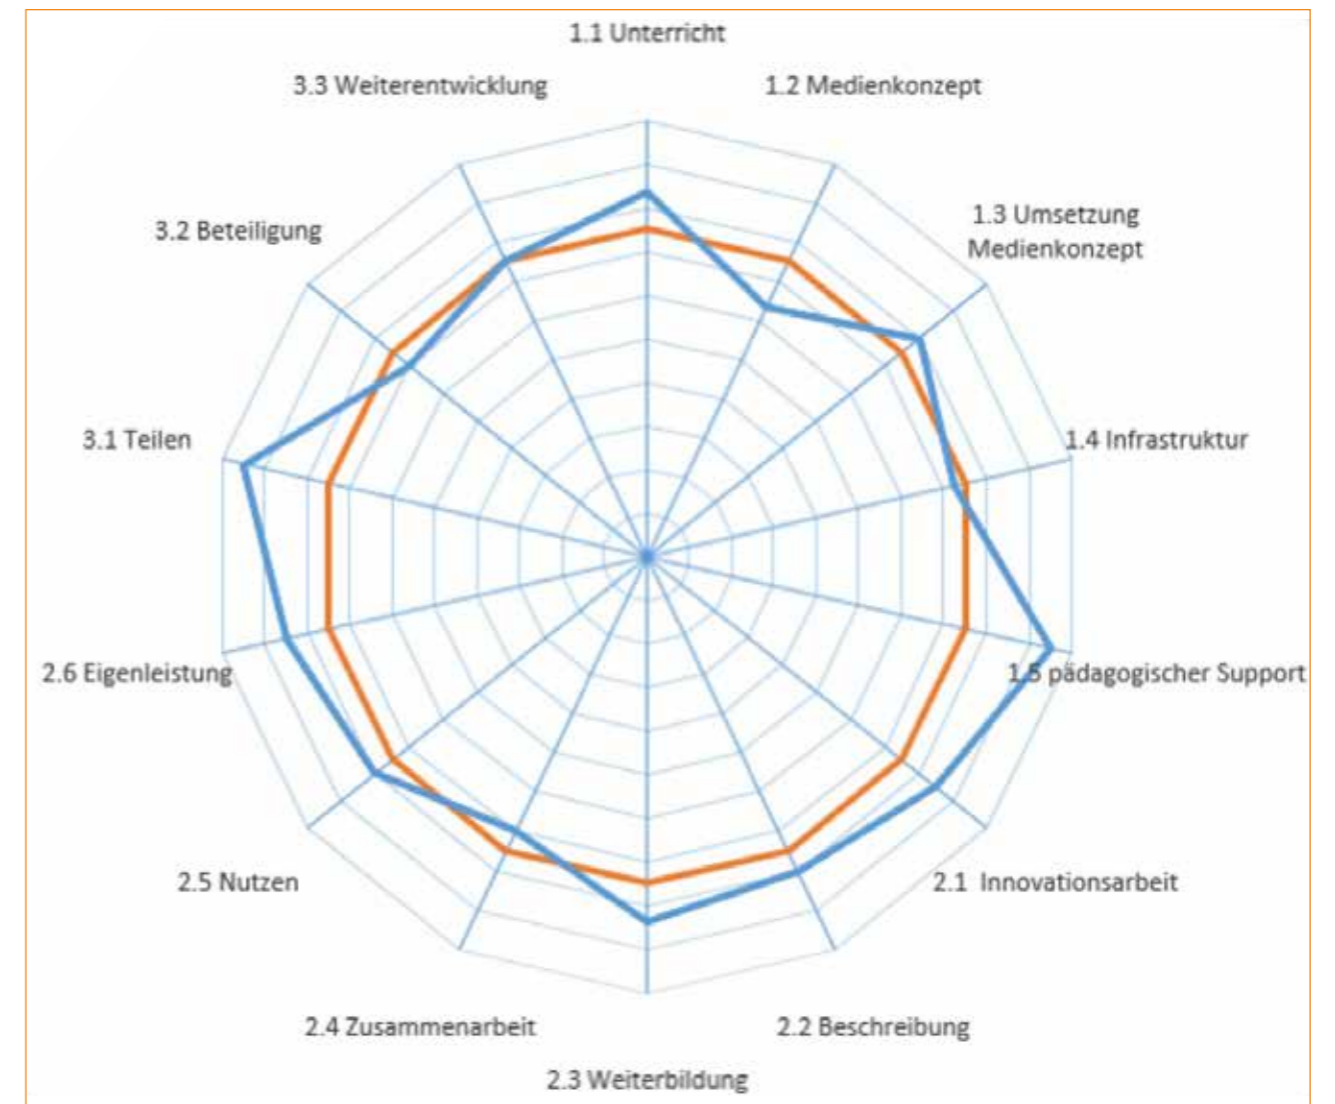 1.1 Unterricht
1.2 Medienkonzept
1.3 Umsetzung
Medienkonzept
1.4 Infrastruktur
1.5 pädagogischer Support
2.1 Innovationsarbeit
2.2 Beschreibung
2.3 Weiterbildung
2.4 Zusammenarbeit
2.5 Nutzen
2.6 Eigenleistung
3.1 Teilen
3.2 Beteiligung
3.3 Weiterentwicklung